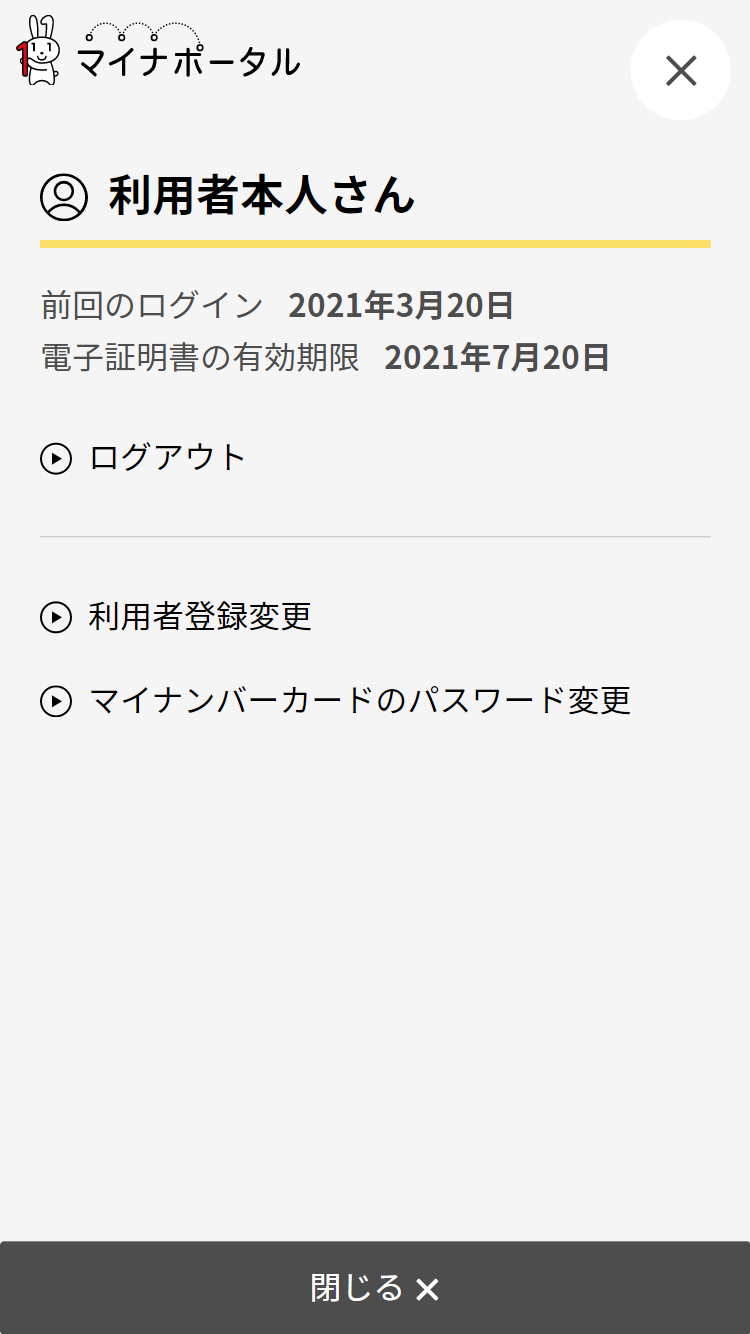 マイナポータル
利用者本人さん
前回のログイン 2021年3月20日
電子証明書の有効期限 2021年7月20日
ログアウト
利用者登録変更
マイナンバーカードのパスワード変更
閉じる